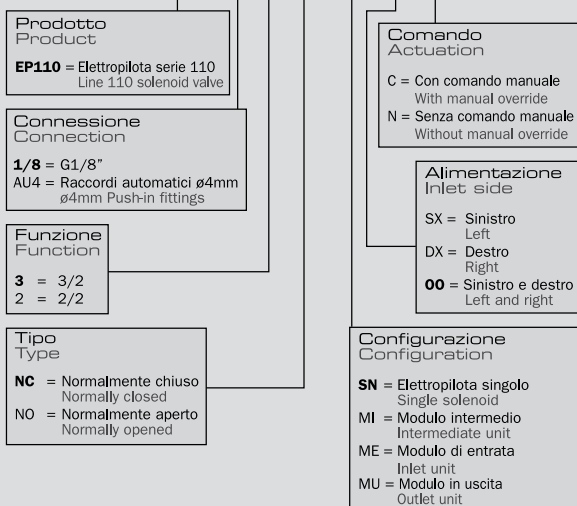 Prodotto
Product
EP110 = Elettropilota serie 110
Line 110 solenoid valve
Connessione
Connection
1/8 = G1/8”
AU4 = Raccordi automatici ø4mm
ø4mm Push-in fittings
Funzione
Function
3 = 3/2
2 = 2/2
Tipo
Type
NC = Normalmente chiuso
Normally closed
NO = Normalmente aperto
Normally opened
Comando
Actuation
C = Con comando manuale
With manual override
N = Senza comando manuale
Without manual override
Alimentazione
Inlet side
SX = Sinistro
Left
DX = Destro
Right
00 = Sinistro e destro
Left and right
Configurazione
Configuration
SN = Elettropilota singolo
Single solenoid
MI = Modulo intermedio
Intermediate unit
ME = Modulo di entrata
Inlet unit
MU = Modulo in uscita
Outlet unit